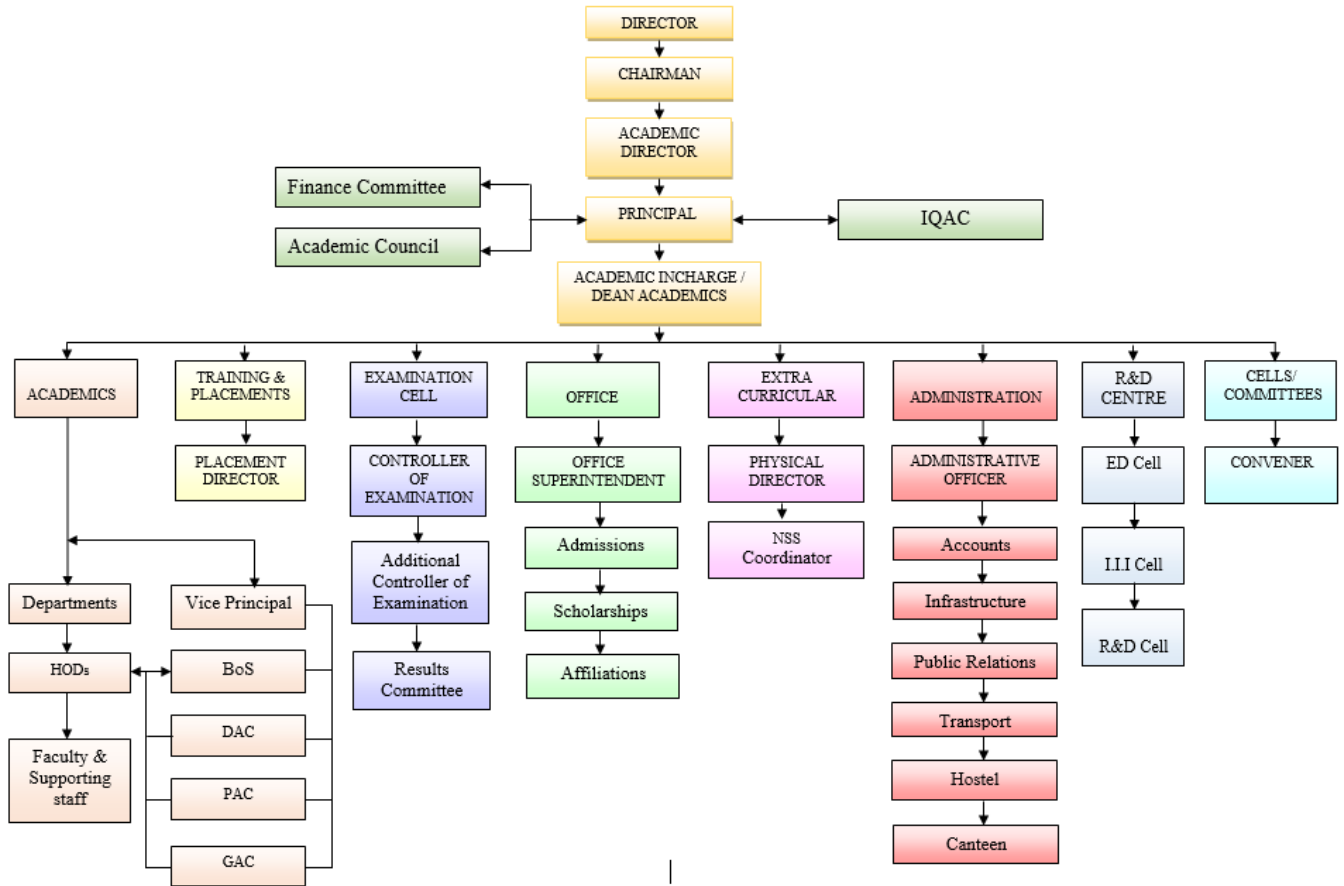 DIRECTOR
CHAIRMAN
ACADEMIC
DIRECTOR
Finance Committee
PRINCIPAL
IQAC
Academic Council
ACADEMIC INCHARGE /
DEAN ACADEMICS
ACADEMICS
TRAINING &
PLACEMENTS
EXAMINATION
CELL
OFFICE
EXTRA
CURRICULAR
ADMINISTRATION
R&D
CENTRE
CELLS/
COMMITTEES
PLACEMENT
DIRECTOR
CONTROLLER
OF
EXAMINATION
OFFICE
SUPERINTENDENT
PHYSICAL
DIRECTOR
ADMINISTRATIVE
OFFICER
ED Cell
CONVENER
Additional
Controller of
Examination
Admissions
NSS
Coordinator
Accounts
I.I.I Cell
Departments
Vice Principal
Scholarships
Infrastructure
R&D Cell
HODs
BoS
Results
Committee
Affiliations
Public Relations
Faculty &
Supporting
staff
DAC
Transport
PAC
Hostel
GAC
Canteen